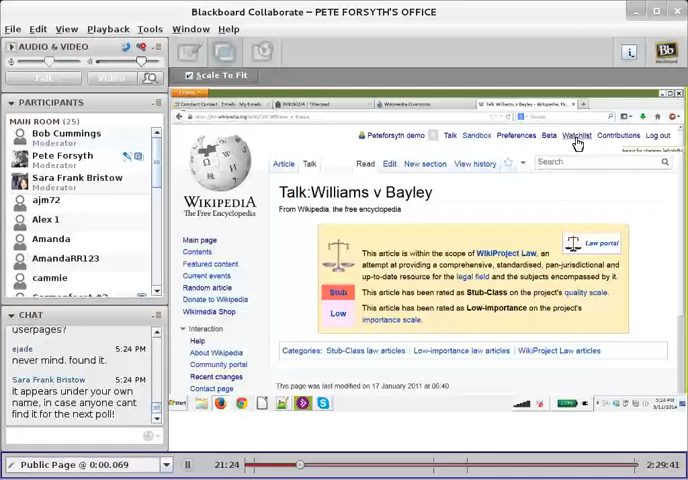 Blackboard Collaborate – PETE FORSYTH'S OFFICE
File Edit View Playback Tools Window Help
AUDIO & VIDEO
Talk Video
Scale To Fit
Bb
PARTICIPANTS
MAIN ROOM (25)
Bob Cummings
Moderator
Pete Forsyth
Moderator
Sara Frank Bristow
Moderator
ajm72
Alex 1
Amanda
AmandaRR123
cammie
CHAT
userpages?
ejade 5:24 PM
never mind. found it.
Sara Frank Bristow 5:24 PM
it appears under your own
name, in case anyone cant
find it for the next poll!
Peteforsyth demo Talk Sandbox Preferences Beta Watchlist Contributions Log out
Article Talk Read Edit New section View history Search
WIKIPEDIA
The Free Encyclopedia
Main page
Contents
Featured content
Current events
Random article
Donate to Wikipedia
Wikimedia Shop
Interaction
Help
About Wikipedia
Community portal
Recent changes
Contact page
Talk:Williams v Bayley
From Wikipedia, the free encyclopedia
This article is within the scope of WikiProject Law, an
attempt at providing a comprehensive, standardised, pan-jurisdictional and
up-to-date resource for the legal field and the subjects encompassed by it.
Law portal
Stub This article has been rated as Stub-Class on the project's quality scale.
Low This article has been rated as Low-importance on the project's
importance scale.
Categories: Stub-Class law articles Low-importance law articles WikiProject Law articles
This page was last modified on 17 January 2011 at 06:40
Start
5:24 PM
Public Page @ 0:00.069 21:24 2:29:41